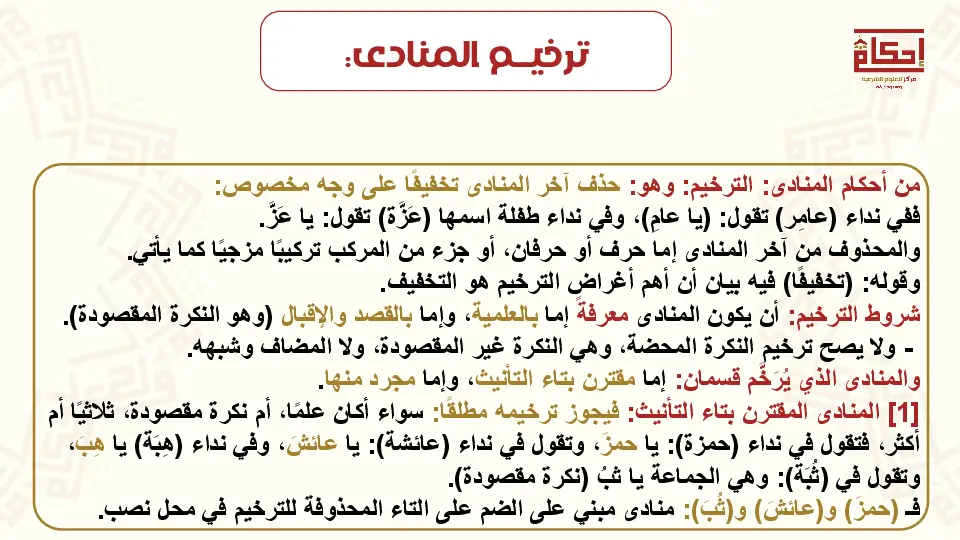 ترخيـم المنادى:
إحكام
مركز للعلوم الشرعية
من أحكام المنادى: الترخيم: وهو: حذف آخر المنادى تخفيفًا على وجه مخصوص:
ففي نداء (عامِر) تقول: (يا عامِ)، وفي نداء طفلة اسمها (عَزَّة) تقول: يا عَزَّ.
والمحذوف من آخر المنادى إما حرف أو حرفان، أو جزء من المركب تركيبًا مزجيًا كما يأتي.
وقوله: (تخفيفًا) فيه بيان أن أهم أغراض الترخيم هو التخفيف.
شروط الترخيم: أن يكون المنادى معرفةً إما بالعلمية، وإما بالقصد والإقبال (وهو النكرة المقصودة).
- ولا يصح ترخيم النكرة المحضة، وهي النكرة غير المقصودة، ولا المضاف وشبهه.
والمنادى الذي يُرَخَّم قسمان: إما مقترن بتاء التأنيث، وإما مجرد منها.
[1] المنادى المقترن بتاء التأنيث: فيجوز ترخيمه مطلقًا: سواء أكان علمًا، أم نكرة مقصودة، ثلاثيًا أم
أكثر، فتقول في نداء (حمزة): يا حمزَ، وتقول في نداء (عائشة): يا عائشَ، وفي نداء (هِبَة) يا هِبَ،
وتقول في (ثُبَة): وهي الجماعة يا ثبُ (نكرة مقصودة).
فـ (حمزَ) و(عائشَ) و(ثُبَ): منادى مبني على الضم على التاء المحذوفة للترخيم في محل نصب.